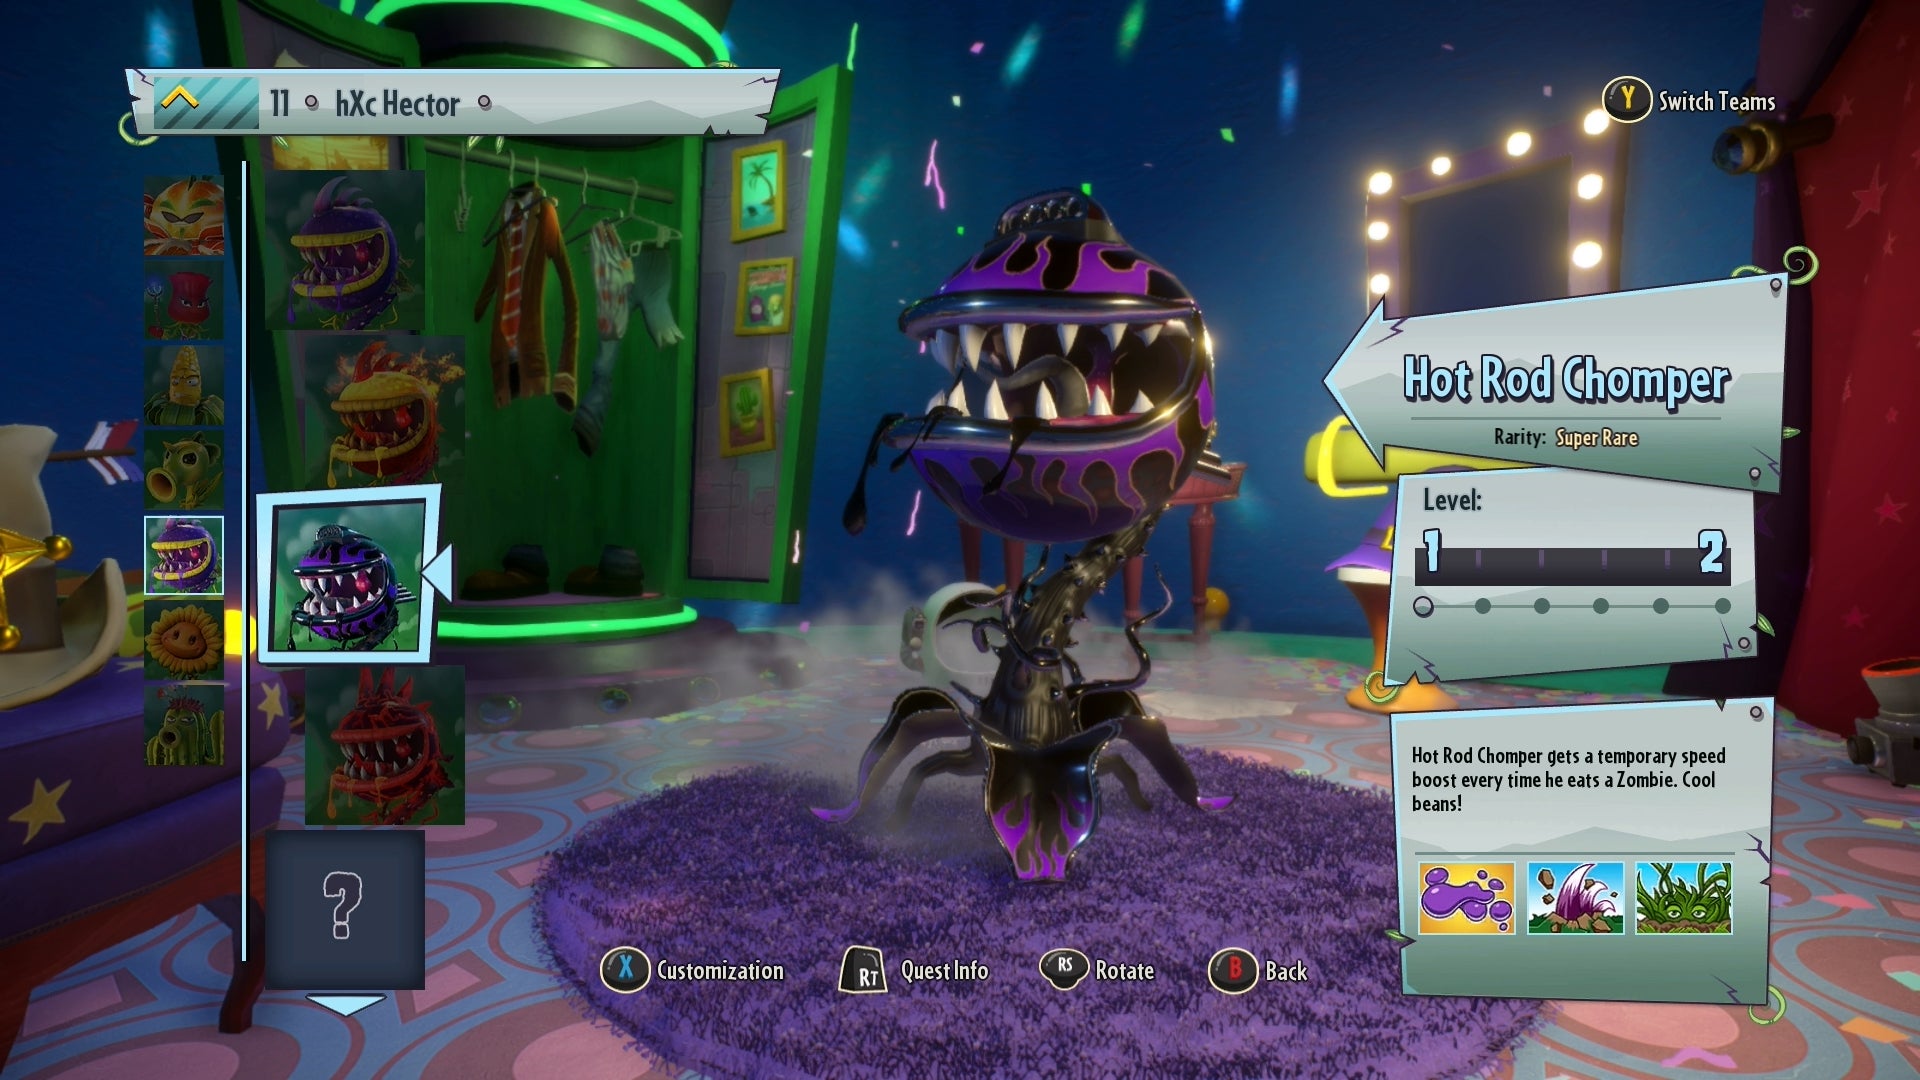 11 hXc Hector
Y Switch Teams
Hot Rod Chomper
Rarity: Super Rare
Level:
1 2
Hot Rod Chomper gets a temporary speed
boost every time he eats a Zombie. Cool
beans!
?
X Customization RT Quest Info RS Rotate B Back